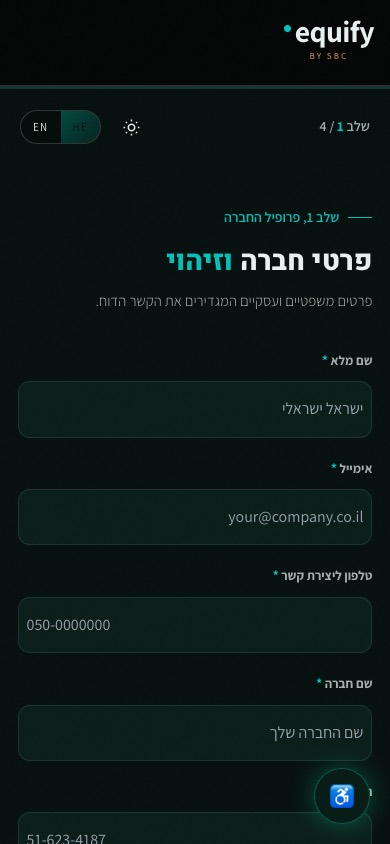 equify
BY SBC
שלב 1 / 4
EN HE
שלב 1, פרופיל החברה
פרטי חברה וזיהוי
פרטים משפטיים ועסקיים המגדירים את הקשר הדוח.
שם מלא *
ישראל ישראלי
אימייל *
your@company.co.il
טלפון ליצירת קשר *
050-0000000
שם חברה *
שם החברה שלך
51-623-4187